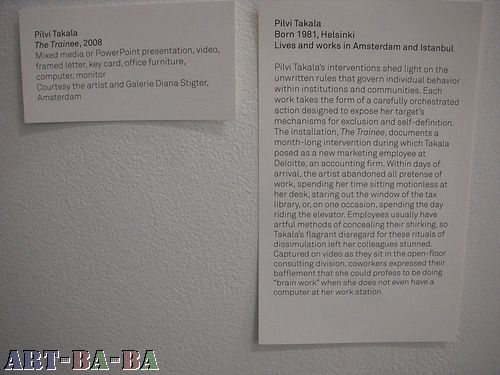 Pilvi Takala
The Trainee, 2008
Mixed media or PowerPoint presentation, video,
framed letter, key card, office furniture,
computer, monitor
Courtesy the artist and Galerie Diana Stigter,
Amsterdam
Pilvi Takala
Born 1981, Helsinki
Lives and works in Amsterdam and Istanbul
Pilvi Takala's interventions shed light on the
unwritten rules that govern individual behavior
within institutions and communities. Each
work takes the form of a carefully orchestrated
action designed to expose her target's
mechanisms for exclusion and self-definition.
The installation, The Trainee, documents a
month-long intervention during which Takala
posed as a new marketing employee at
Deloitte, an accounting firm. Within days of
arrival, the artist abandoned all pretense of
work, spending her time sitting motionless at
her desk, staring out the window of the tax
library, or, on one occasion, spending the day
riding the elevator. Employees usually have
artful methods of concealing their shirking, so
Takala's flagrant disregard for these rituals of
dissimulation left her colleagues stunned.
Captured on video as they sit in the open-floor
consulting division, coworkers expressed their
bafflement that she could profess to be doing
"brain work" when she does not even have a
computer at her work station.
ART-BA-BA